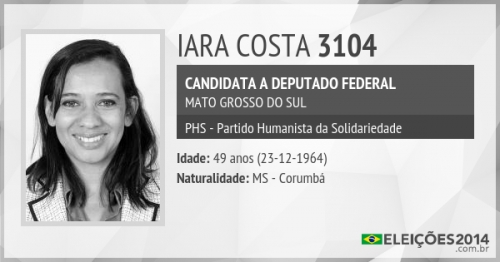 IARA COSTA 3104
CANDIDATA A DEPUTADO FEDERAL
MATO GROSSO DO SUL
PHS - Partido Humanista da Solidariedade
Idade: 49 anos (23-12-1964)
Naturalidade: MS - Corumbá
ELEIÇÕES2014
.com.br